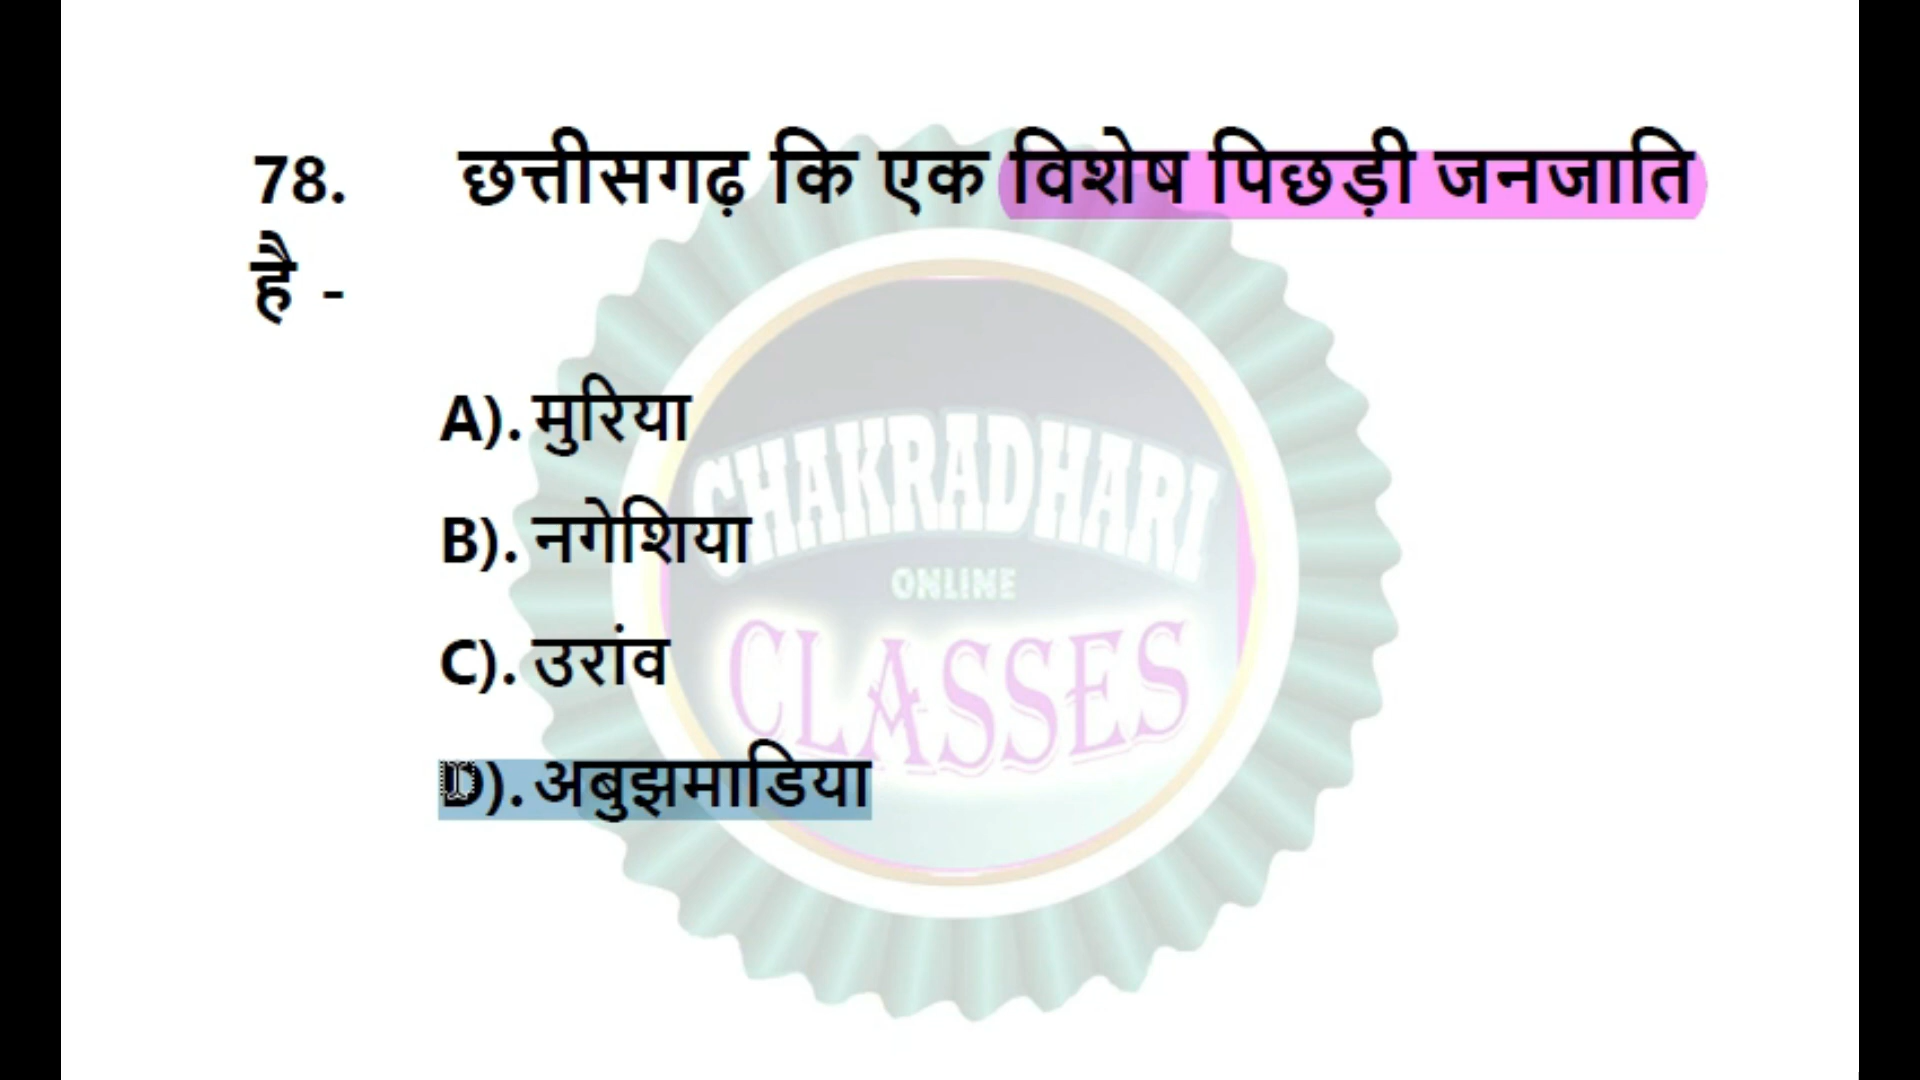 78. छत्तीसगढ़ कि एक विशेष पिछड़ी जनजाति
है -
A). मुरिया
B). नगेशिया
C). उरांव
D). अबुझमाडिया
CHAKRADHARI
ONLINE
CLASSES